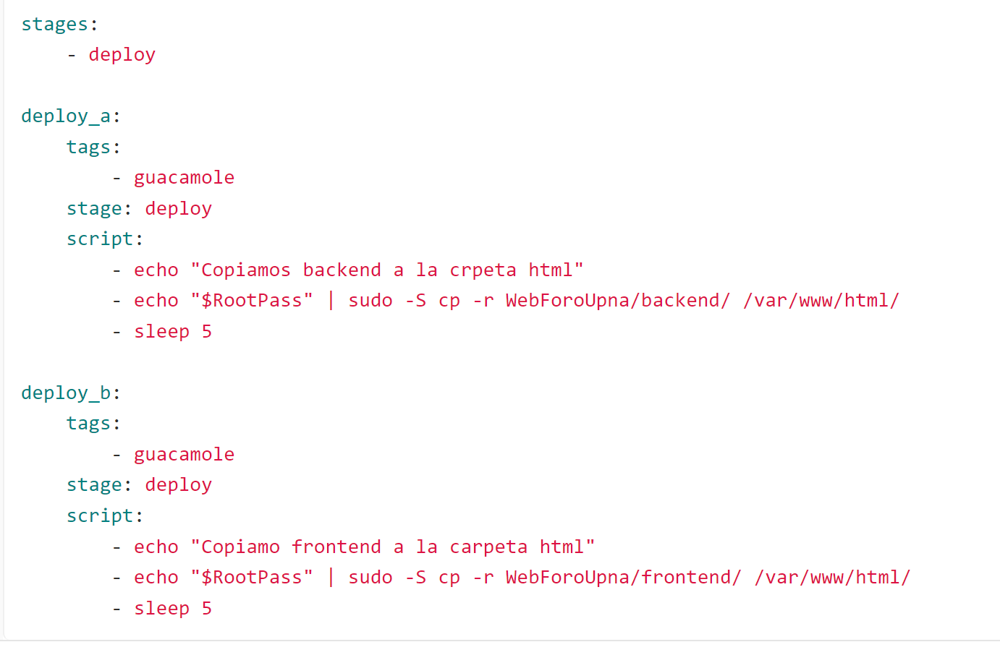 stages:
    - deploy

deploy_a:
    tags:
        - guacamole
    stage: deploy
    script:
        - echo "Copiamos backend a la crpeta html"
        - echo "$RootPass" | sudo -S cp -r WebForoUpna/backend/ /var/www/html/
        - sleep 5

deploy_b:
    tags:
        - guacamole
    stage: deploy
    script:
        - echo "Copiamo frontend a la carpeta html"
        - echo "$RootPass" | sudo -S cp -r WebForoUpna/frontend/ /var/www/html/
        - sleep 5